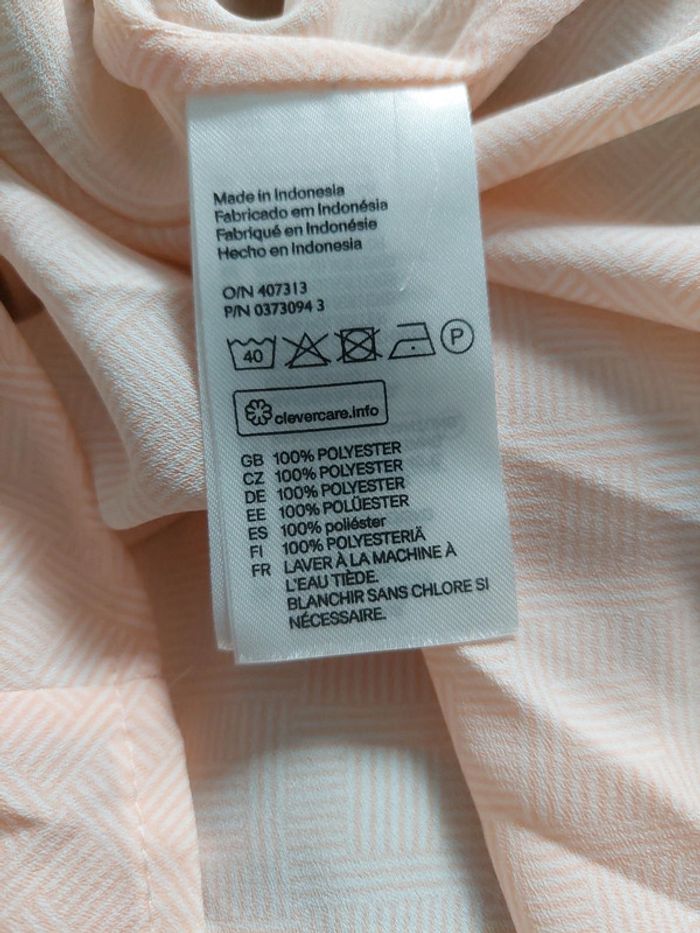 Made in Indonesia
Fabricado em Indonésia
Fabriqué en Indonésie
Hecho en Indonesia
O/N 407313
P/N 0373094 3
40 P
clevercare.info
GB 100% POLYESTER
CZ 100% POLYESTER
DE 100% POLYESTER
EE 100% POLÜESTER
ES 100% poliéster
FI 100% POLYESTERIÄ
FR LAVER À LA MACHINE À
L'EAU TIÈDE.
BLANCHIR SANS CHLORE SI
NÉCESSAIRE.